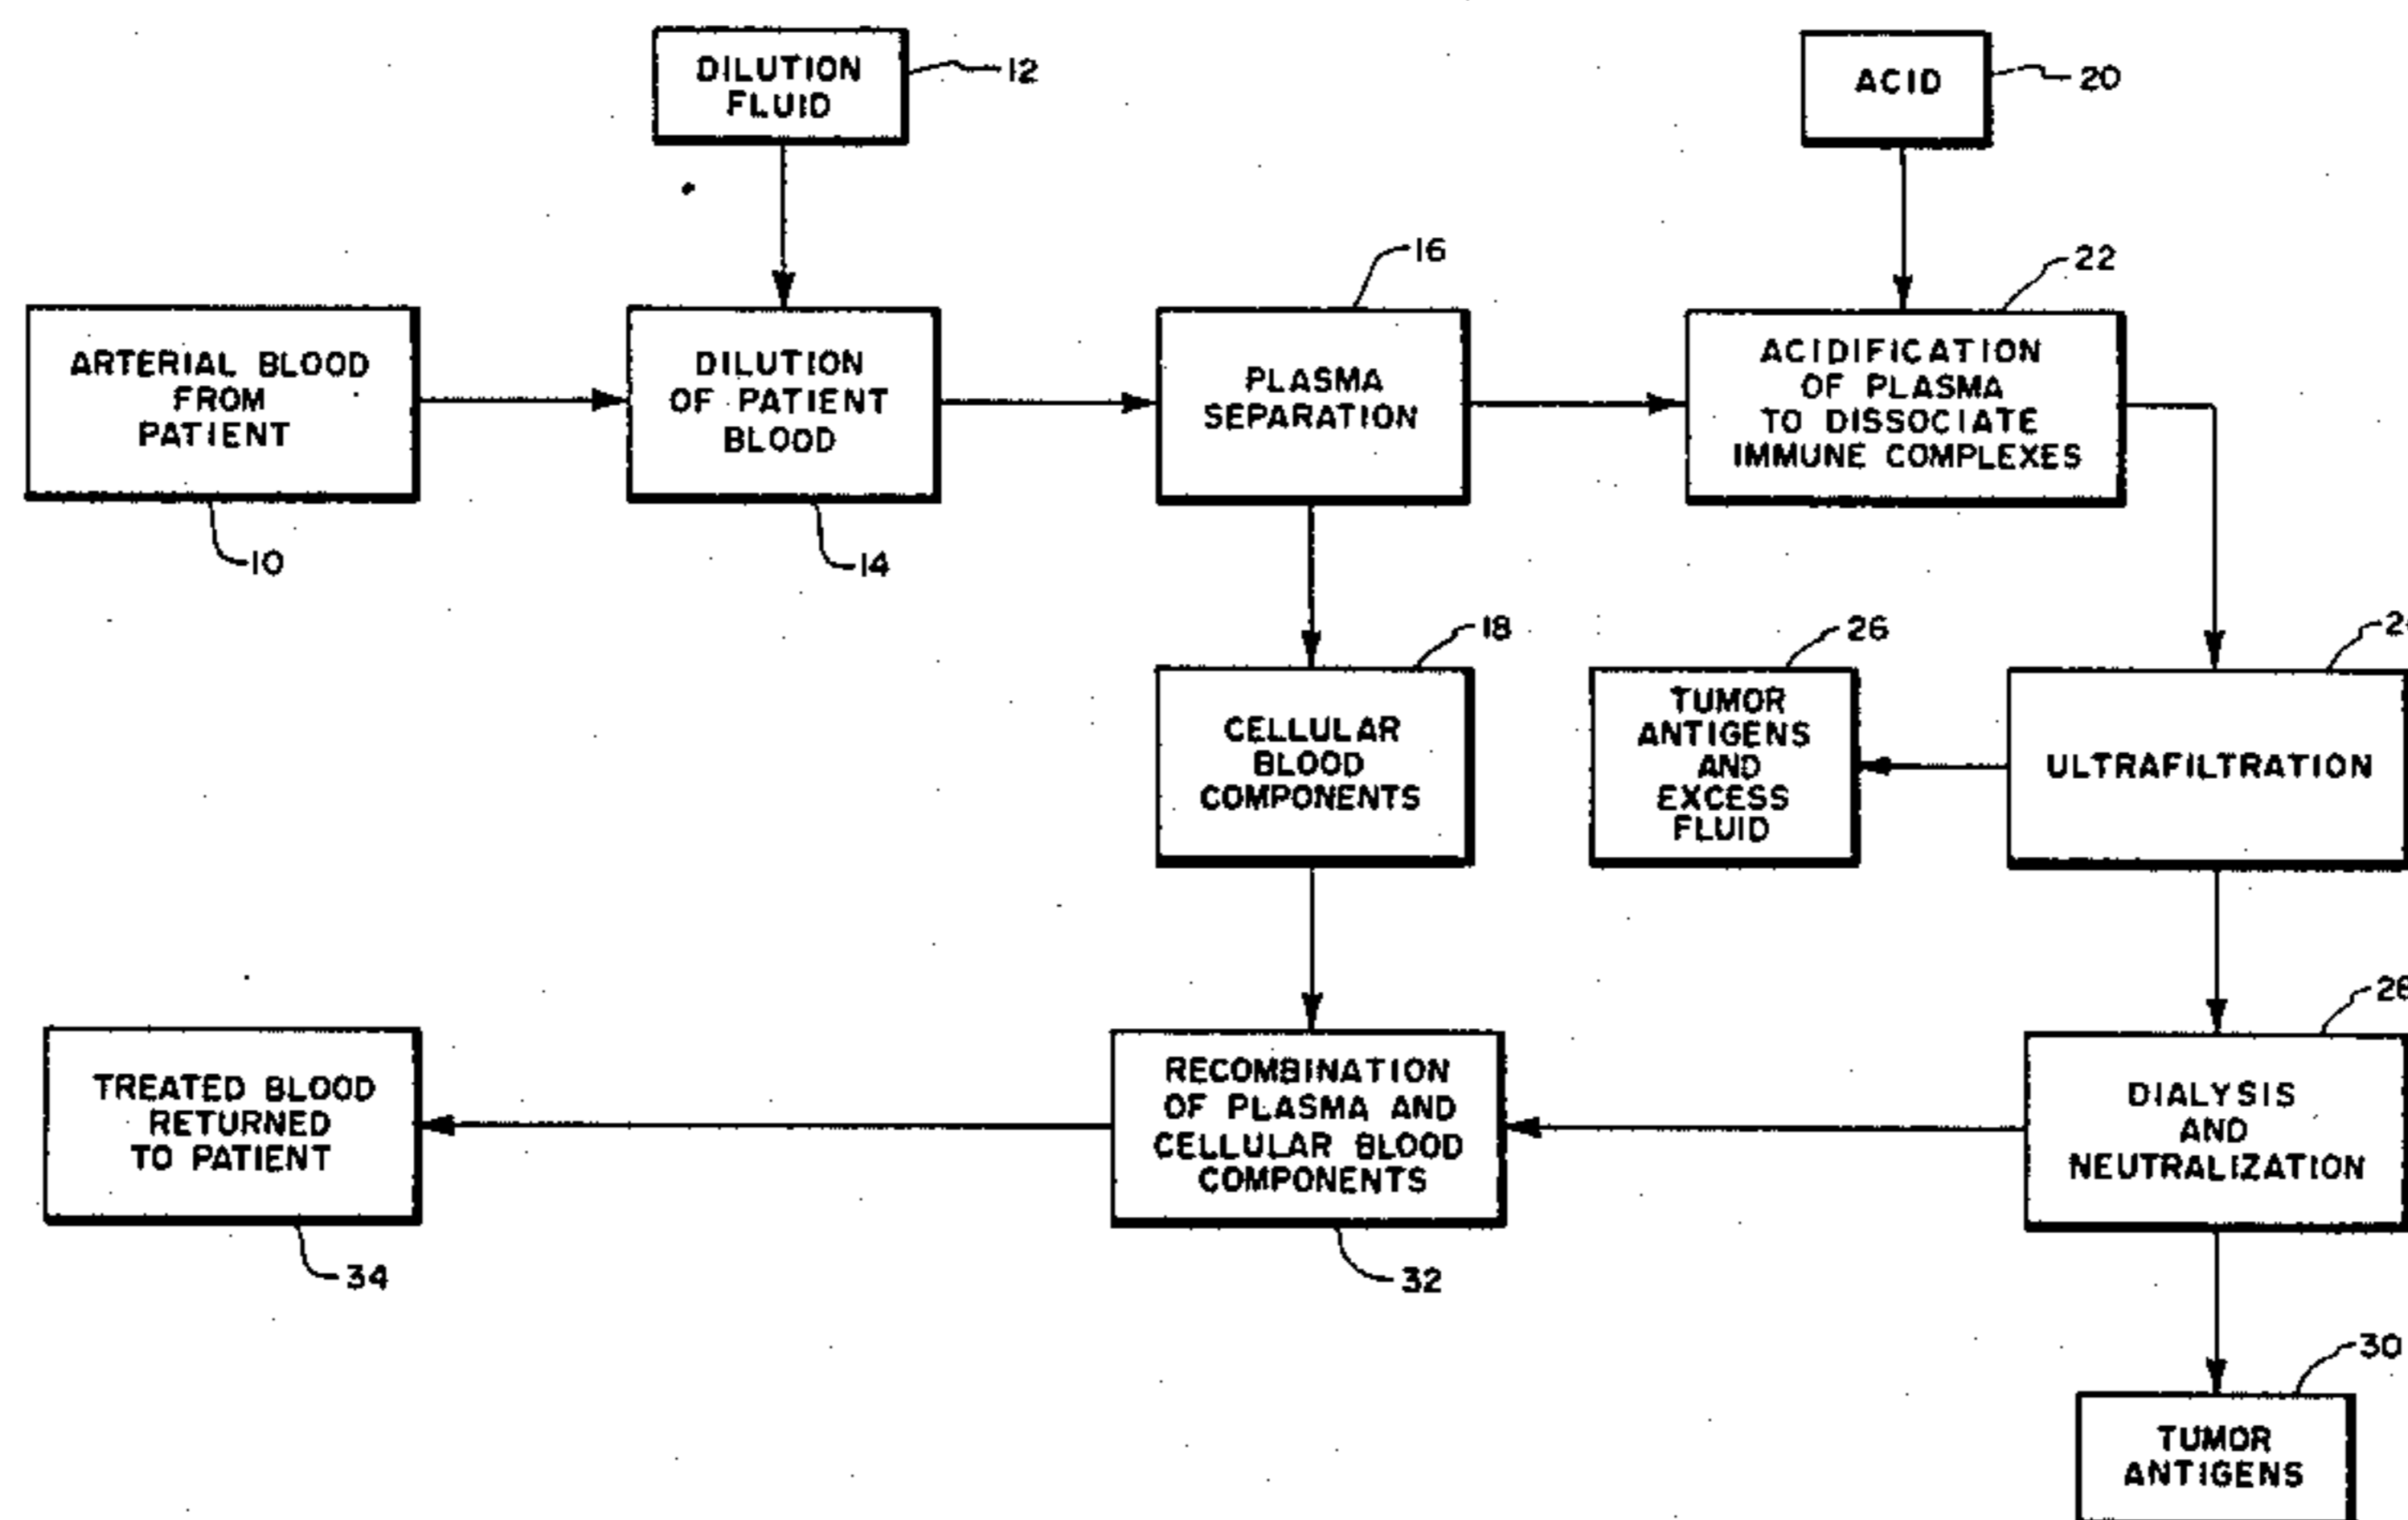 DILUTION
FLUID
12
ACID
20
ARTERIAL BLOOD
FROM
PATIENT
10
DILUTION
OF PATIENT
BLOOD
14
PLASMA
SEPARATION
16
ACIDIFICATION
OF PLASMA
TO DISSOCIATE
IMMUNE COMPLEXES
22
CELLULAR
BLOOD
COMPONENTS
18
TUMOR
ANTIGENS
AND
EXCESS
FLUID
26
ULTRAFILTRATION
TREATED BLOOD
RETURNED
TO PATIENT
34
RECOMBINATION
OF PLASMA AND
CELLULAR BLOOD
COMPONENTS
32
DIALYSIS
AND
NEUTRALIZATION
TUMOR
ANTIGENS
30